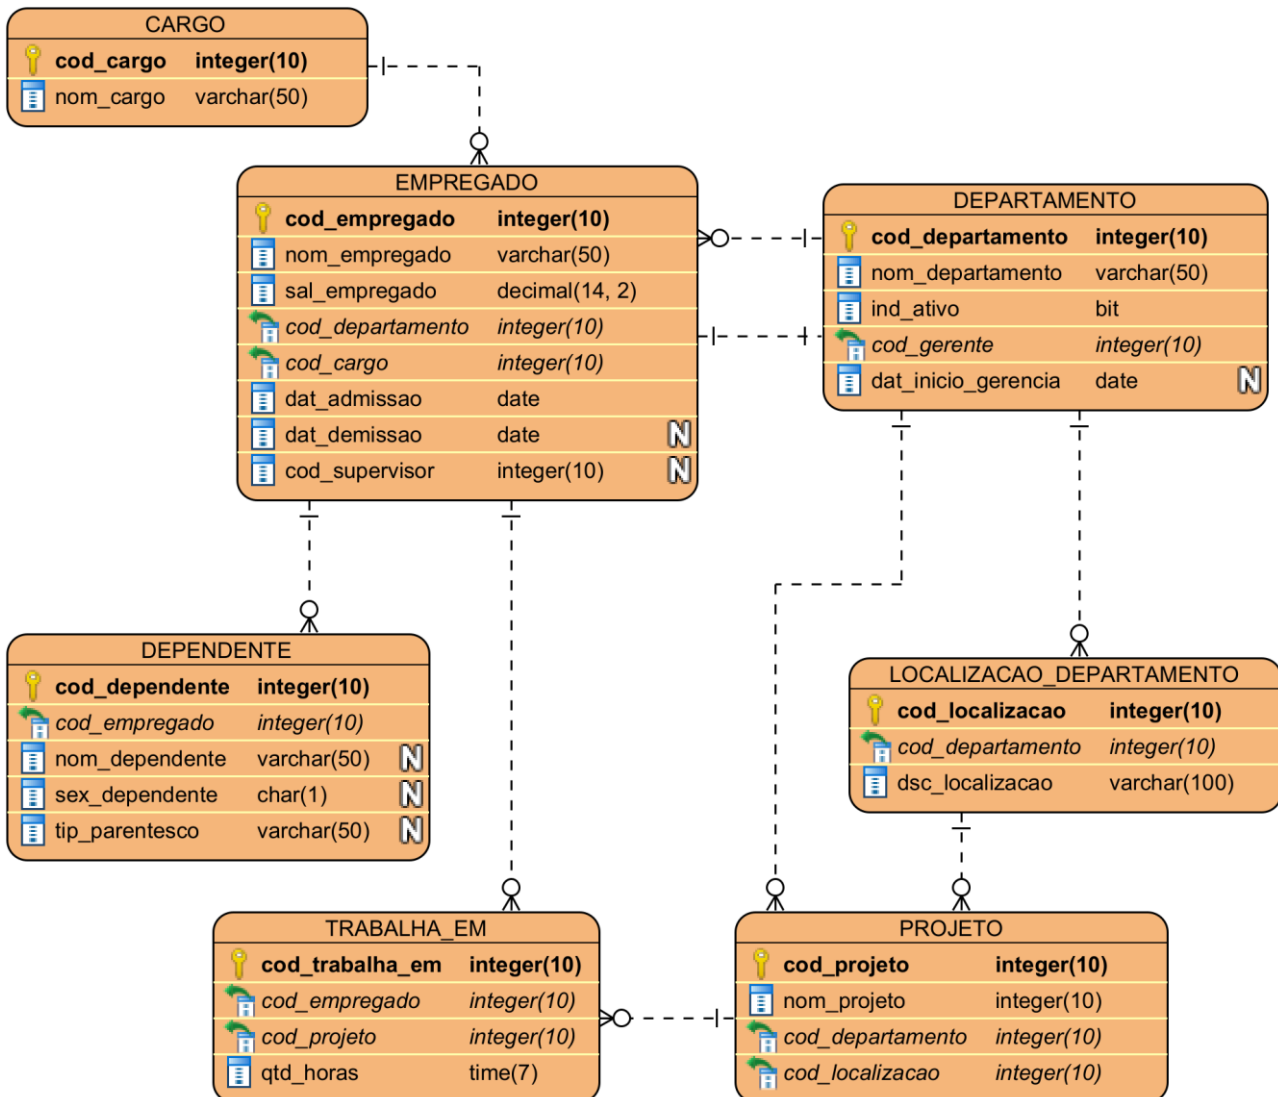 CARGO
cod_cargo integer(10)
nom_cargo varchar(50)
EMPREGADO
cod_empregado integer(10)
nom_empregado varchar(50)
sal_empregado decimal(14, 2)
cod_departamento integer(10)
cod_cargo integer(10)
dat_admissao date
dat_demissao date N
cod_supervisor integer(10) N
DEPARTAMENTO
cod_departamento integer(10)
nom_departamento varchar(50)
ind_ativo bit
cod_gerente integer(10)
dat_inicio_gerencia date N
DEPENDENTE
cod_dependente integer(10)
cod_empregado integer(10)
nom_dependente varchar(50) N
sex_dependente char(1) N
tip_parentesco varchar(50) N
LOCALIZACAO_DEPARTAMENTO
cod_localizacao integer(10)
cod_departamento integer(10)
dsc_localizacao varchar(100)
TRABALHA_EM
cod_trabalha_em integer(10)
cod_empregado integer(10)
cod_projeto integer(10)
qtd_horas time(7)
PROJETO
cod_projeto integer(10)
nom_projeto integer(10)
cod_departamento integer(10)
cod_localizacao integer(10)